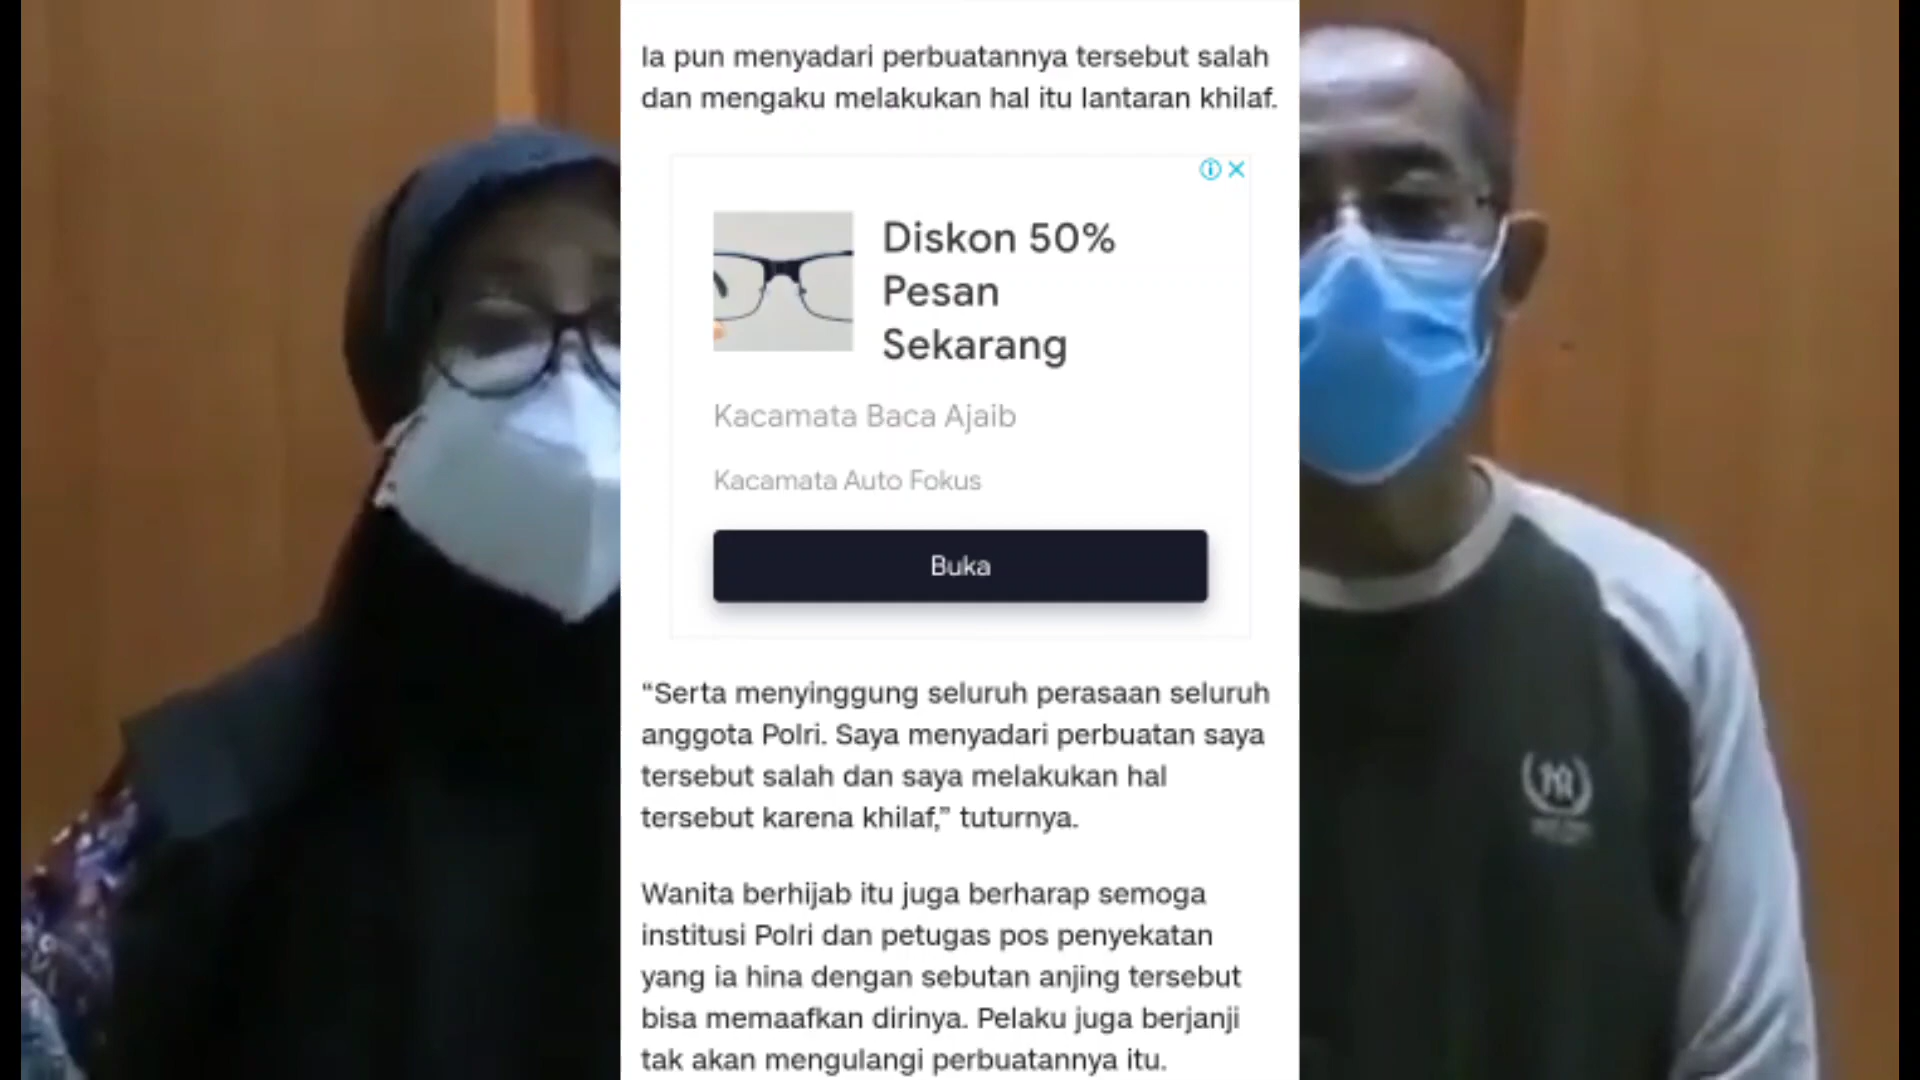 Ia pun menyadari perbuatannya tersebut salah
dan mengaku melakukan hal itu lantaran khilaf.
Diskon 50%
Pesan
Sekarang
Kacamata Baca Ajaib
Kacamata Auto Fokus
Buka
“Serta menyinggung seluruh perasaan seluruh
anggota Polri. Saya menyadari perbuatan saya
tersebut salah dan saya melakukan hal
tersebut karena khilaf,” tuturnya.
Wanita berhijab itu juga berharap semoga
institusi Polri dan petugas pos penyekatan
yang ia hina dengan sebutan anjing tersebut
bisa memaafkan dirinya. Pelaku juga berjanji
tak akan mengulangi perbuatannya itu.